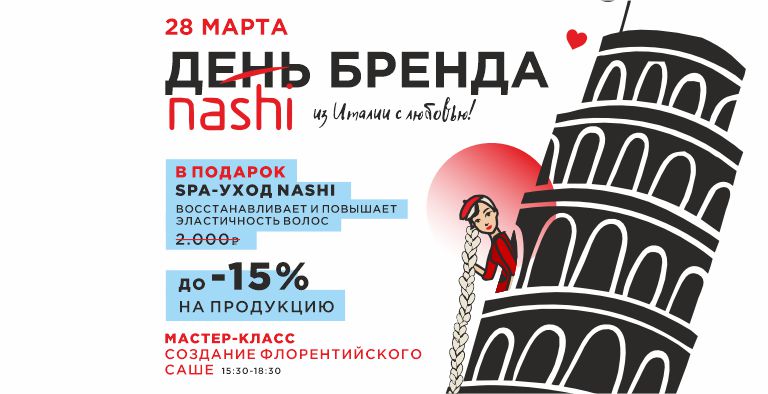 28 МАРТА
ДЕНЬ БРЕНДА
nashi из Италии с любовью!
В ПОДАРОК
SPA-УХОД NASHI
ВОССТАНАВЛИВАЕТ И ПОВЫШАЕТ
ЭЛАСТИЧНОСТЬ ВОЛОС
2.000₽
ДО -15%
НА ПРОДУКЦИЮ
МАСТЕР-КЛАСС
СОЗДАНИЕ ФЛОРЕНТИЙСКОГО
САШЕ 15:30-18:30